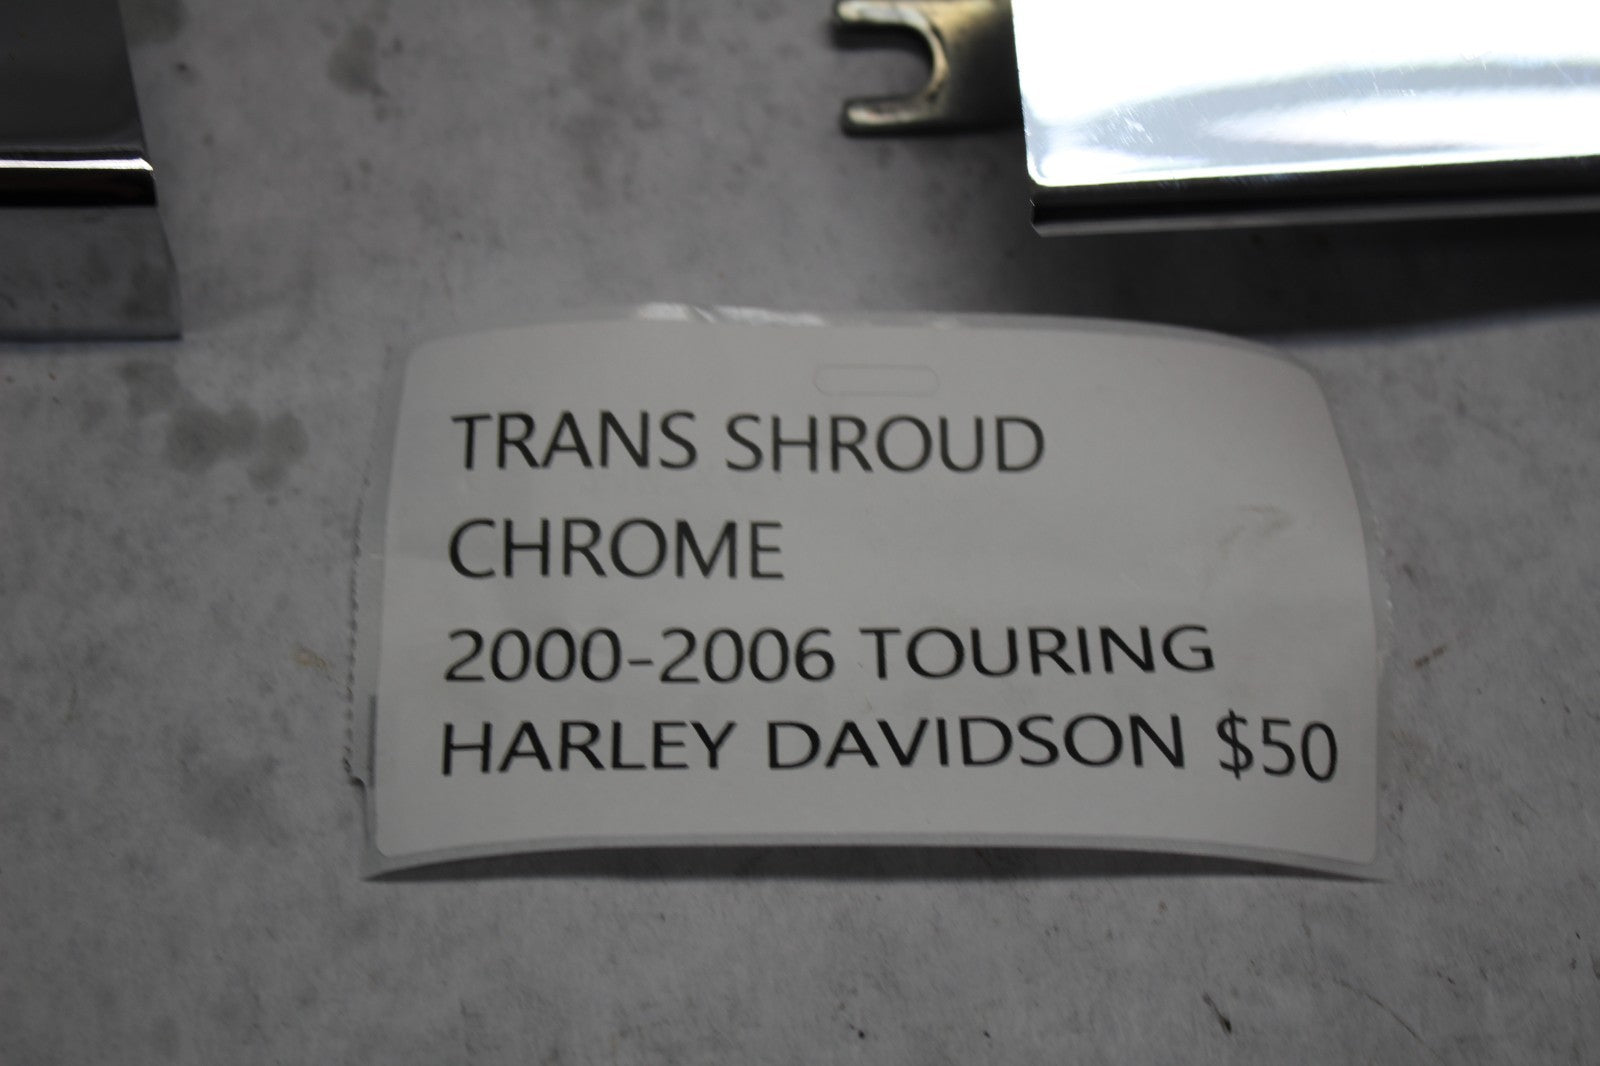 TRANS SHROUD
CHROME
2000-2006 TOURING
HARLEY DAVIDSON $50